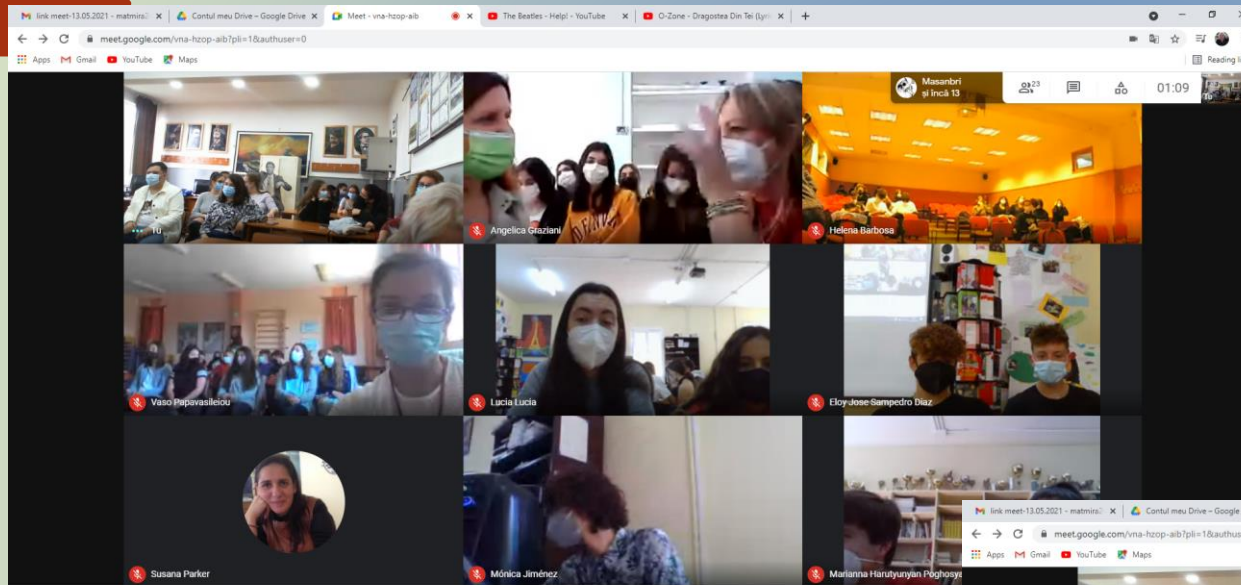 link meet-13.05.2021 - matmira2
Contul meu Drive – Google Drive
Meet - vna-hzop-aib
The Beatles - Help! - YouTube
O-Zone - Dragostea Din Tei (Lyri
meet.google.com/vna-hzop-aib?pli=1&authuser=0
Apps
Gmail
YouTube
Maps
Reading li
Masanbri
și încă 13
23
01:09
Tu
Tu
Angelica Graziani
Helena Barbosa
Vaso Papavasileiou
Lucia Lucia
Eloy Jose Sampedro Diaz
Susana Parker
Mónica Jiménez
Marianna Harutyunyan Poghosya
link meet-13.05.2021 - matmira2
Contul meu Drive – Google
meet.google.com/vna-hzop-aib?pli=1&authus
Apps
Gmail
YouTube
Maps